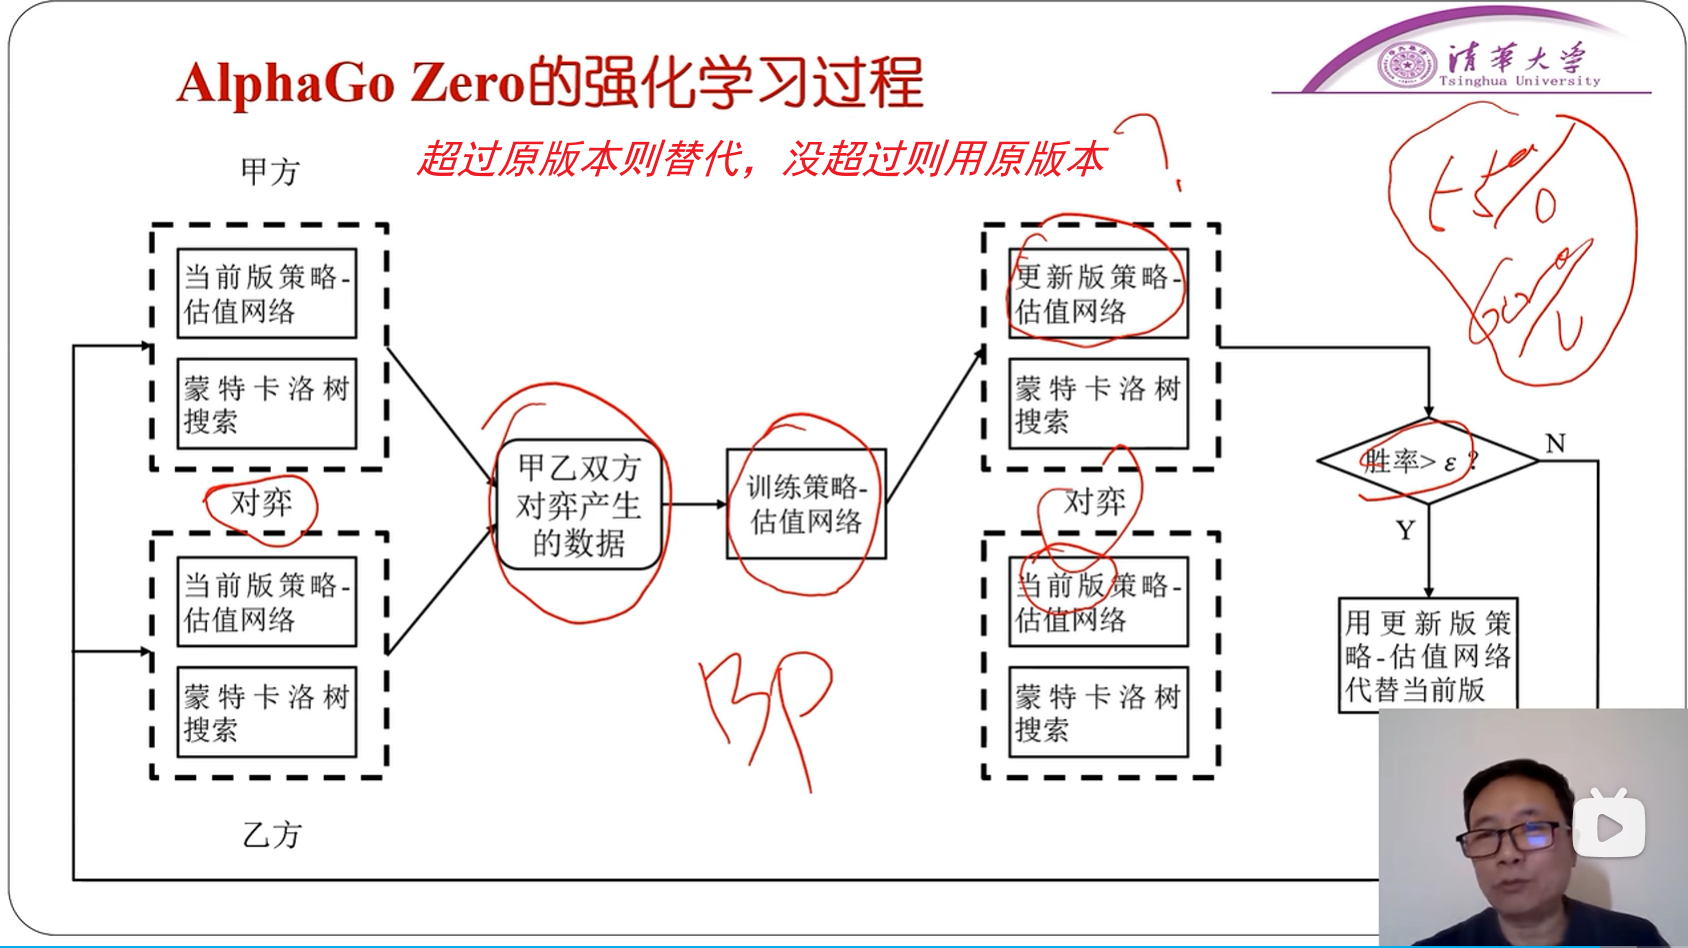 AlphaGo Zero的强化学习过程
清华大学
Tsinghua University
超过原版本则替代，没超过则用原版本
甲方
当前版策略-
估值网络
蒙特卡洛树
搜索
对弈
当前版策略-
估值网络
蒙特卡洛树
搜索
乙方
甲乙双方
对弈产生
的数据
训练策略-
估值网络
BP
更新版策略-
估值网络
蒙特卡洛树
搜索
对弈
当前版策略-
估值网络
蒙特卡洛树
搜索
55%
60%
胜率> ε ?
N
Y
用更新版策
略-估值网络
代替当前版